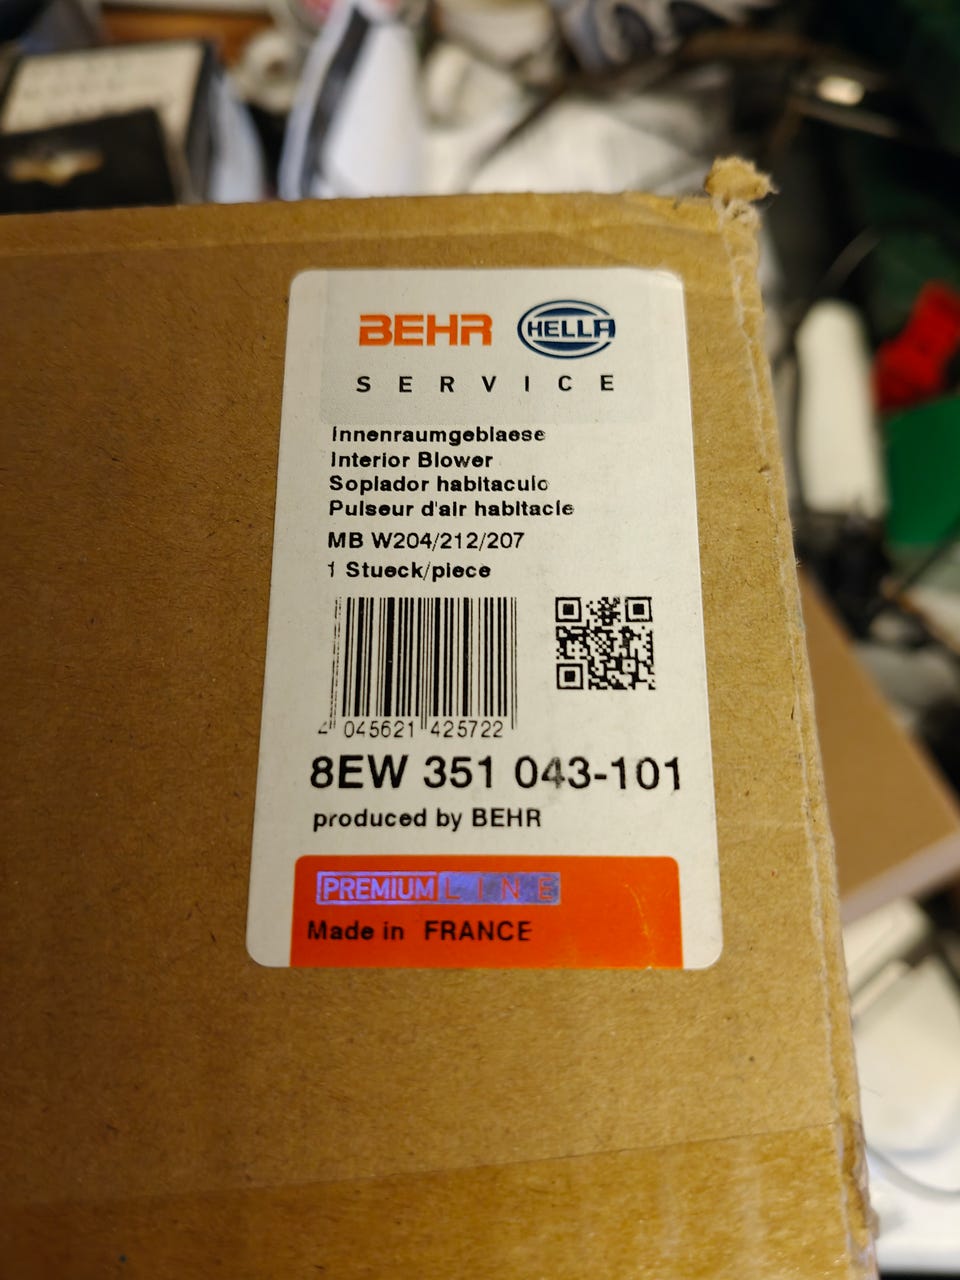 BEHR HELLA
SERVICE
Innenraumgeblaese
Interior Blower
Soplador habitaculo
Pulseur d'air habitacle
MB W204/212/207
1 Stueck/piece
4 045621 425722
8EW 351 043-101
produced by BEHR
PREMIUM LINE
Made in FRANCE